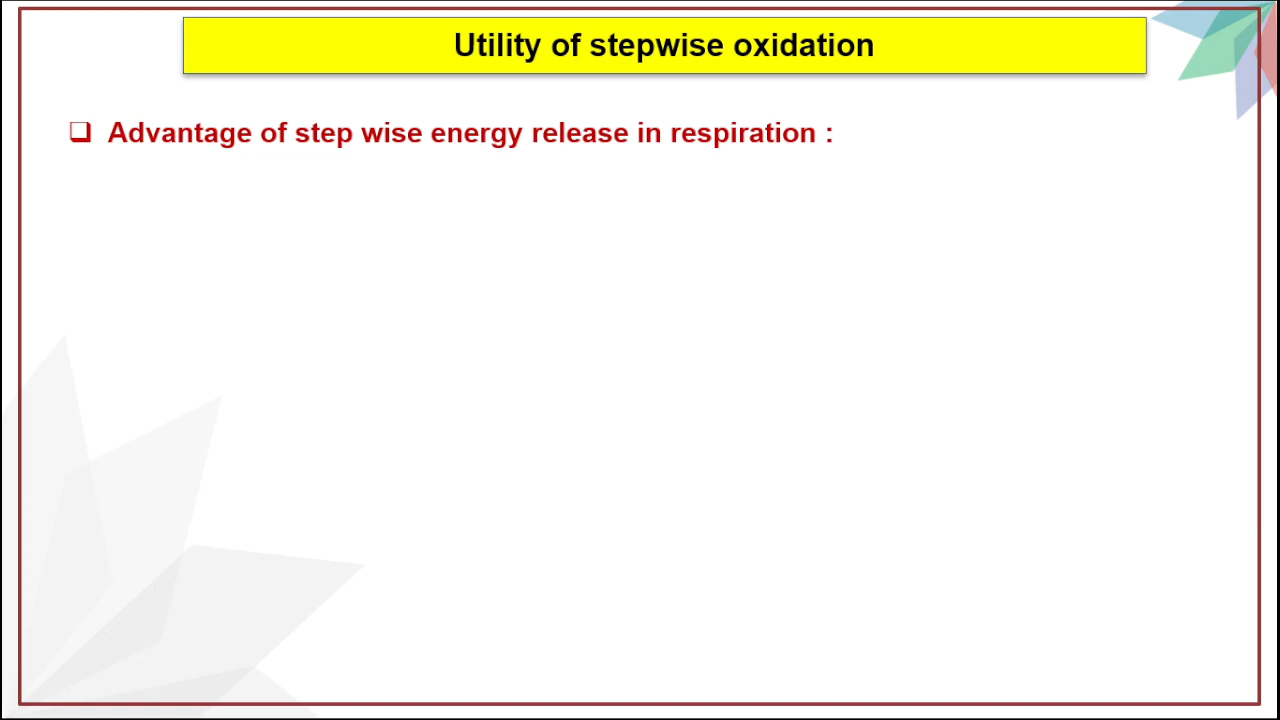 Utility of stepwise oxidation
❑ Advantage of step wise energy release in respiration :